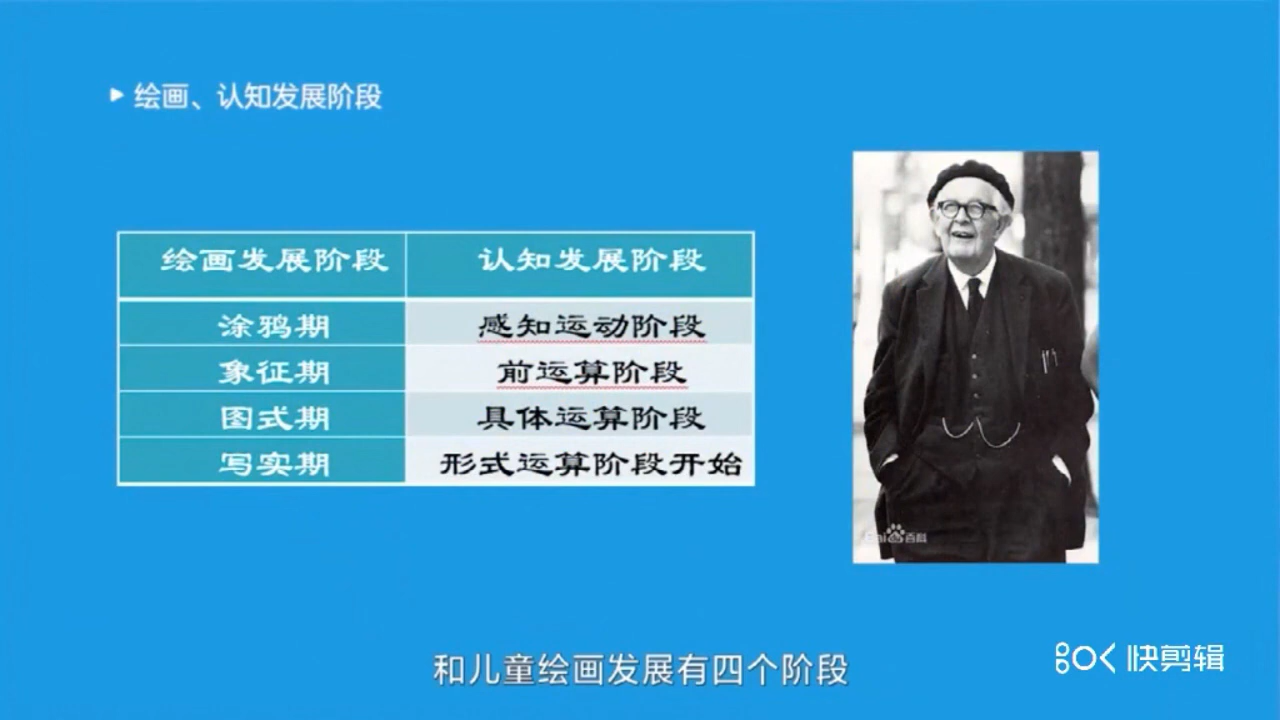 绘画、认知发展阶段
绘画发展阶段 认知发展阶段
涂鸦期 感知运动阶段
象征期 前运算阶段
图式期 具体运算阶段
写实期 形式运算阶段开始
Bai 百科
和儿童绘画发展有四个阶段
快剪辑